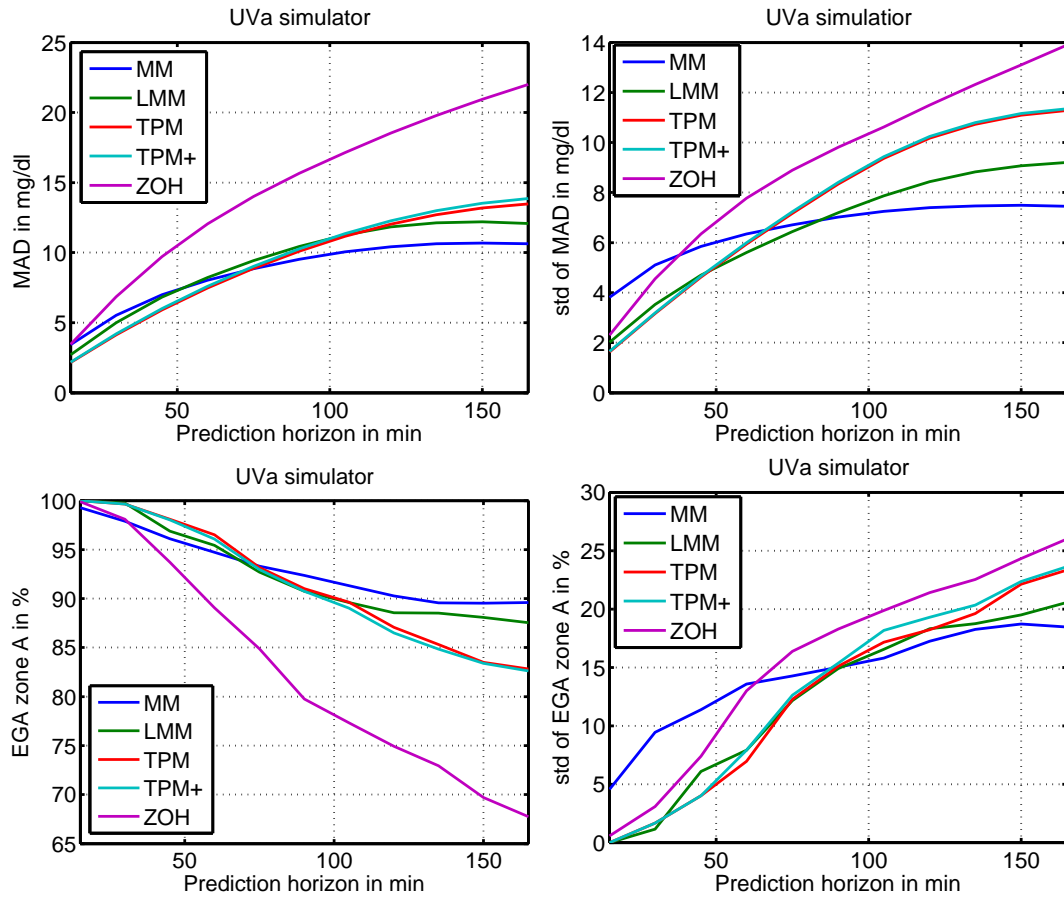 UVa simulator
25
20
15
10
5
0
MAD in mg/dl
MM
LMM
TPM
TPM+
ZOH
50
100
150
Prediction horizon in min
UVa simulatior
14
12
10
8
6
4
2
0
std of MAD in mg/dl
MM
LMM
TPM
TPM+
ZOH
50
100
150
Prediction horizon in min
UVa simulator
100
95
90
85
80
75
70
65
EGA zone A in %
MM
LMM
TPM
TPM+
ZOH
50
100
150
Prediction horizon in min
UVa simulator
30
25
20
15
10
5
0
std of EGA zone A in %
MM
LMM
TPM
TPM+
ZOH
50
100
150
Prediction horizon in min